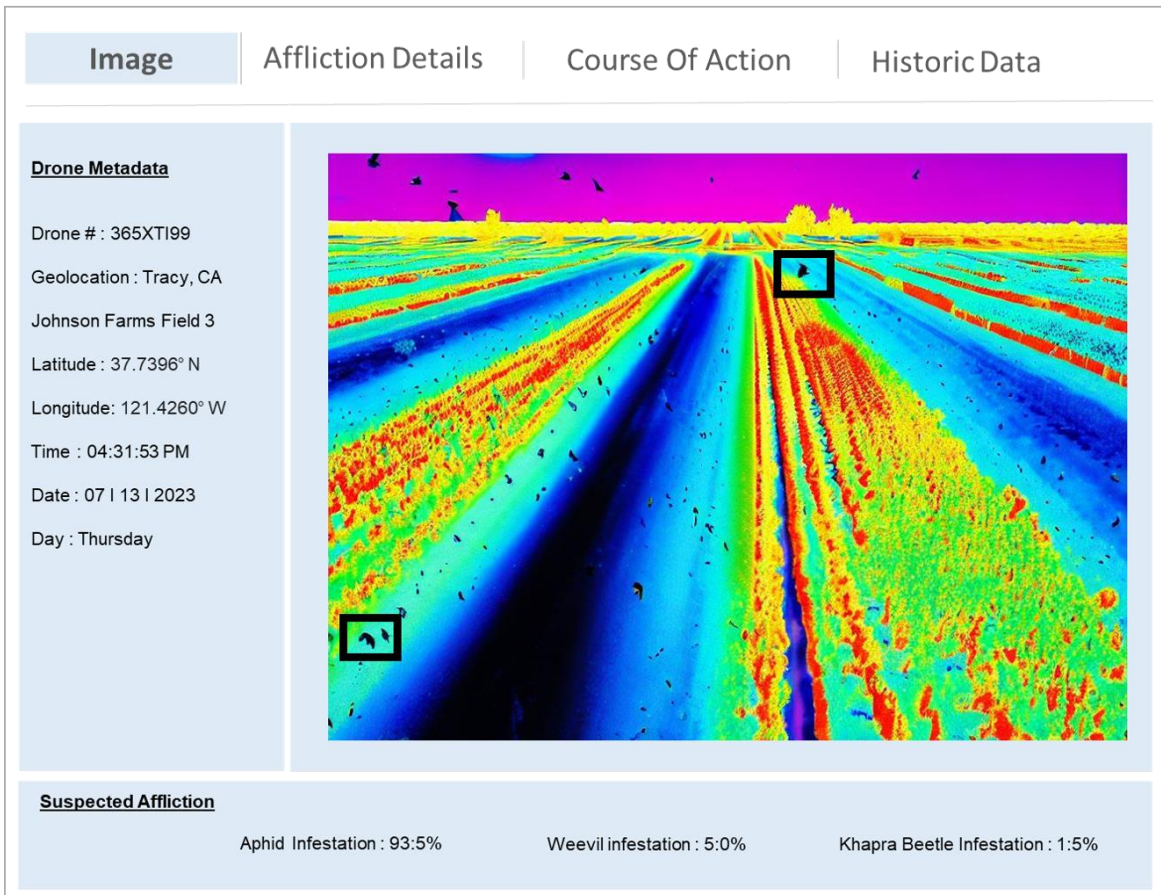 Image
Affliction Details
Course Of Action
Historic Data
Drone Metadata
Drone # : 365XTI99
Geolocation : Tracy, CA
Johnson Farms Field 3
Latitude : 37.7396° N
Longitude: 121.4260° W
Time : 04:31:53 PM
Date : 07 l 13 l 2023
Day : Thursday
Suspected Affliction
Aphid Infestation : 93:5%
Weevil infestation : 5:0%
Khapra Beetle Infestation : 1:5%